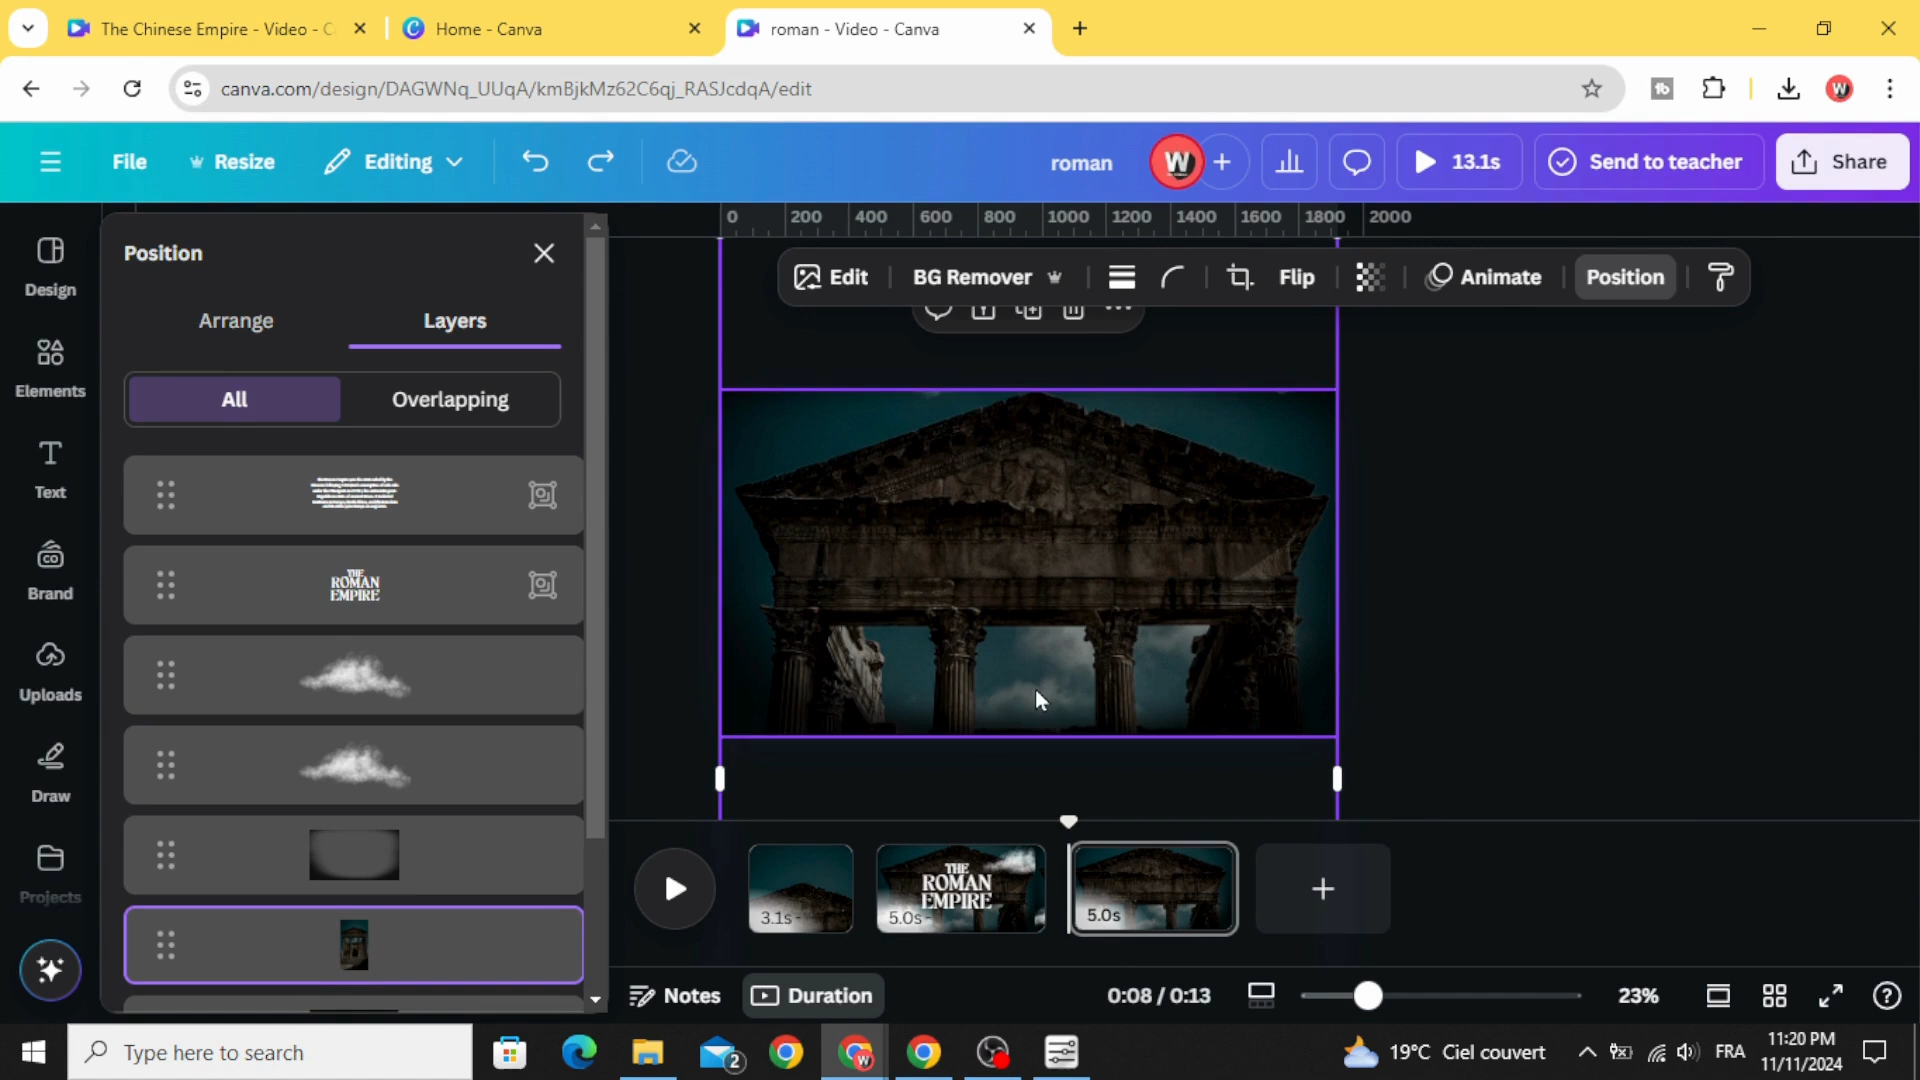 The Chinese Empire - Video - C
Home - Canva
roman - Video - Canva
canva.com/design/DAGWNq_UUqA/kmBjkMz62C6qj_RASJcdqA/edit
File
Resize
Editing
roman
W
13.1s
Send to teacher
Share
0 200 400 600 800 1000 1200 1400 1600 1800 2000
Design
Elements
Text
Brand
Uploads
Draw
Projects
Position
Arrange
Layers
All
Overlapping
THE
ROMAN
EMPIRE
Edit
BG Remover
Flip
Animate
Position
3.1s
THE
ROMAN
EMPIRE
5.0s
5.0s
Notes
Duration
0:08 / 0:13
23%
Type here to search
2
19°C Ciel couvert
FRA
11:20 PM
11/11/2024